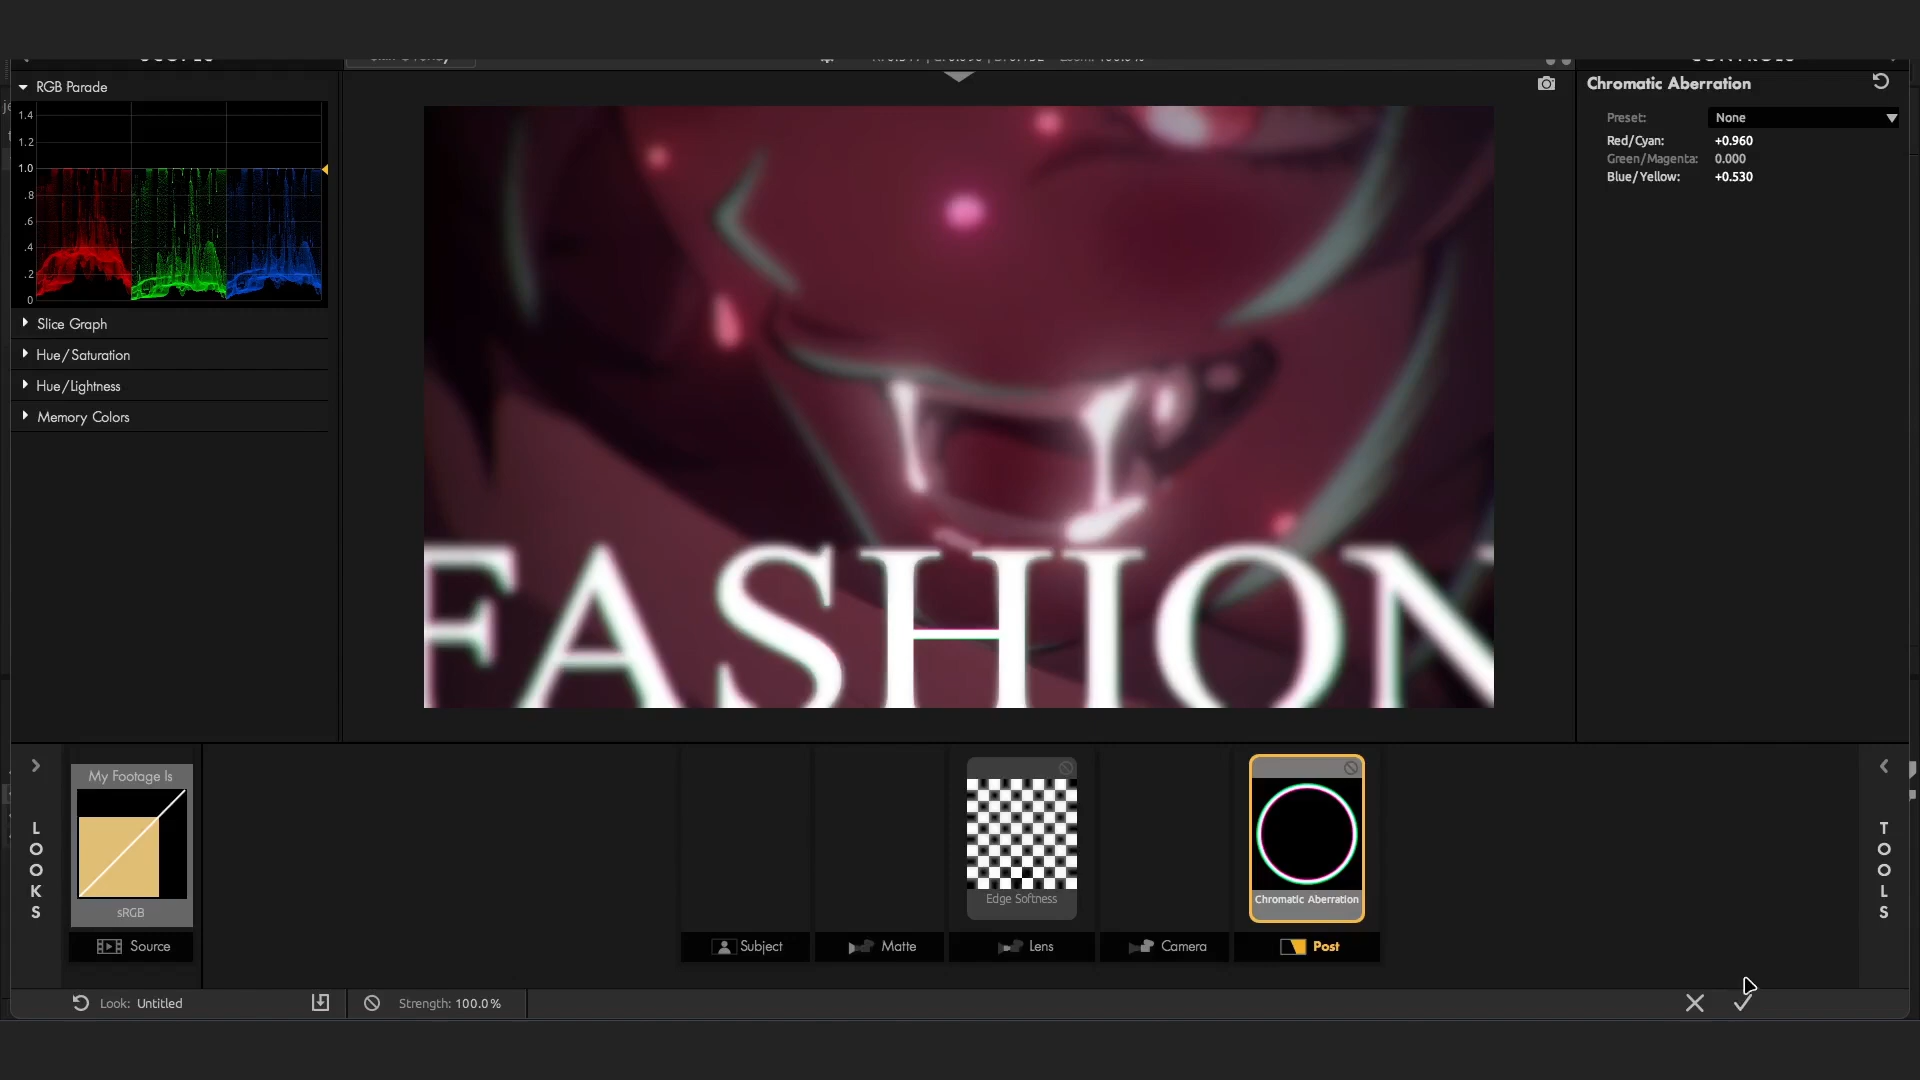 RGB Parade
1.4
1.2
1.0
.8
.6
.4
.2
0
Slice Graph
Hue/Saturation
Hue/Lightness
Memory Colors
FASHION
Chromatic Aberration
Preset: None
Red/Cyan: +0.960
Green/Magenta: 0.000
Blue/Yellow: +0.530
LOOKS
My Footage Is
sRGB
Source
Edge Softness
Chromatic Aberration
Subject
Matte
Lens
Camera
Post
TOOLS
Look: Untitled
Strength: 100.0%